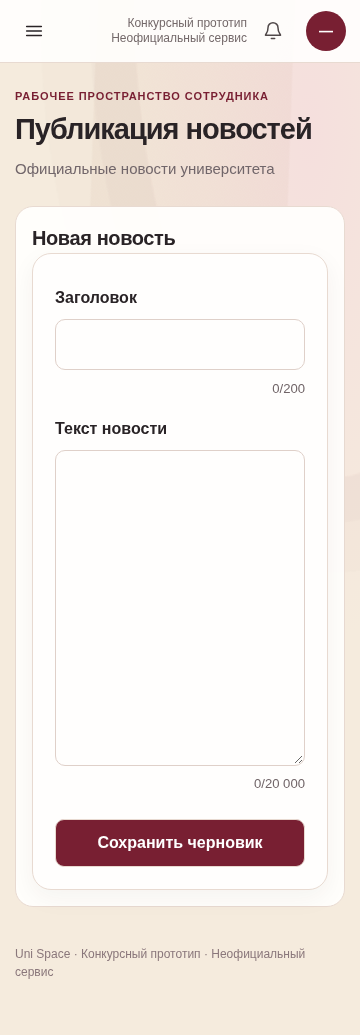 Конкурсный прототип
Неофициальный сервис
РАБОЧЕЕ ПРОСТРАНСТВО СОТРУДНИКА
Публикация новостей
Официальные новости университета
Новая новость
Заголовок
0/200
Текст новости
0/20 000
Сохранить черновик
Uni Space · Конкурсный прототип · Неофициальный
сервис